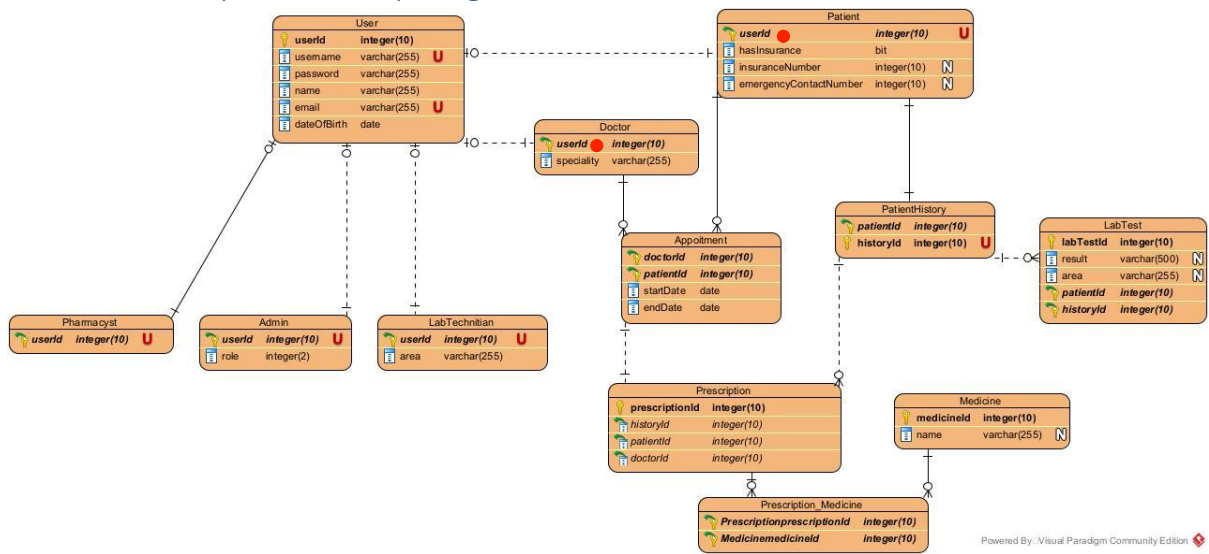 User
userId integer(10)
username varchar(255) U
password varchar(255)
name varchar(255)
email varchar(255) U
dateOfBirth date
Patient
userId integer(10) U
hasInsurance bit
insuranceNumber integer(10) N
emergencyContactNumber integer(10) N
Doctor
userId integer(10)
speciality varchar(255)
PatientHistory
patientId integer(10)
historyId integer(10) U
LabTest
labTestId integer(10)
result varchar(500) N
area varchar(255) N
patientId integer(10)
historyId integer(10)
Appoitment
doctorId integer(10)
patientId integer(10)
startDate date
endDate date
Pharmacyst
userId integer(10) U
Admin
userId integer(10) U
role integer(2)
LabTechnitian
userId integer(10) U
area varchar(255)
Prescription
prescriptionId integer(10)
historyId integer(10)
patientId integer(10)
doctorId integer(10)
Medicine
medicineId integer(10)
name varchar(255) N
Prescription_Medicine
PrescriptionprescriptionId integer(10)
MedicinemedicineId integer(10)
Powered By Visual Paradigm Community Edition